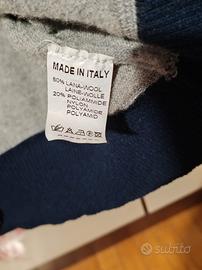 MADE IN ITALY
80% LANA-WOOL
LAINE-WOLLE
20% POLIAMMIDE
NYLON
POLYAMIDE
POLYAMID
subito